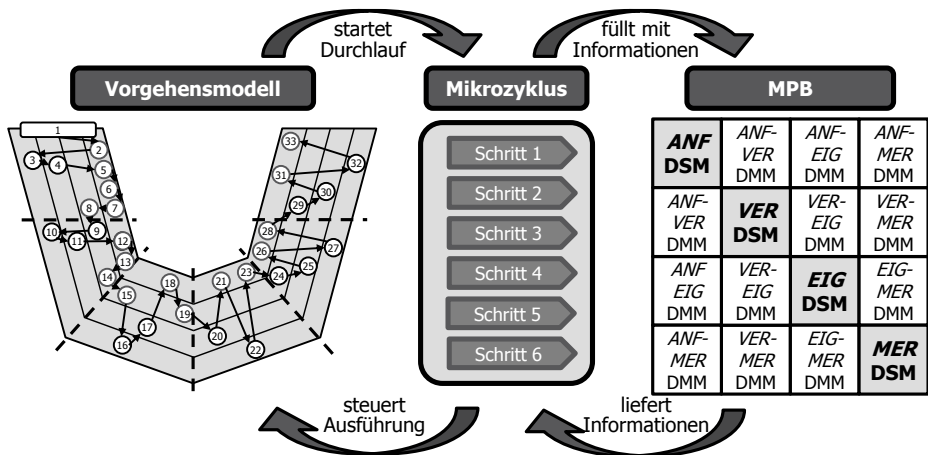 startet
Durchlauf
füllt mit
Informationen
Vorgehensmodell
Mikrozyklus
MPB
1
2
3
4
5
6
7
8
9
10
11
12
13
14
15
16
17
18
19
20
21
22
23
24
25
26
27
28
29
30
31
32
33
Schritt 1
Schritt 2
Schritt 3
Schritt 4
Schritt 5
Schritt 6
ANF
DSM
ANF-
VER
DMM
ANF-
EIG
DMM
ANF-
MER
DMM
ANF-
VER
DMM
VER
DSM
VER-
EIG
DMM
VER-
MER
DMM
ANF
EIG
DMM
VER-
EIG
DMM
EIG
DSM
EIG-
MER
DMM
ANF-
MER
DMM
VER-
MER
DMM
EIG-
MER
DMM
MER
DSM
steuert
Ausführung
liefert
Informationen